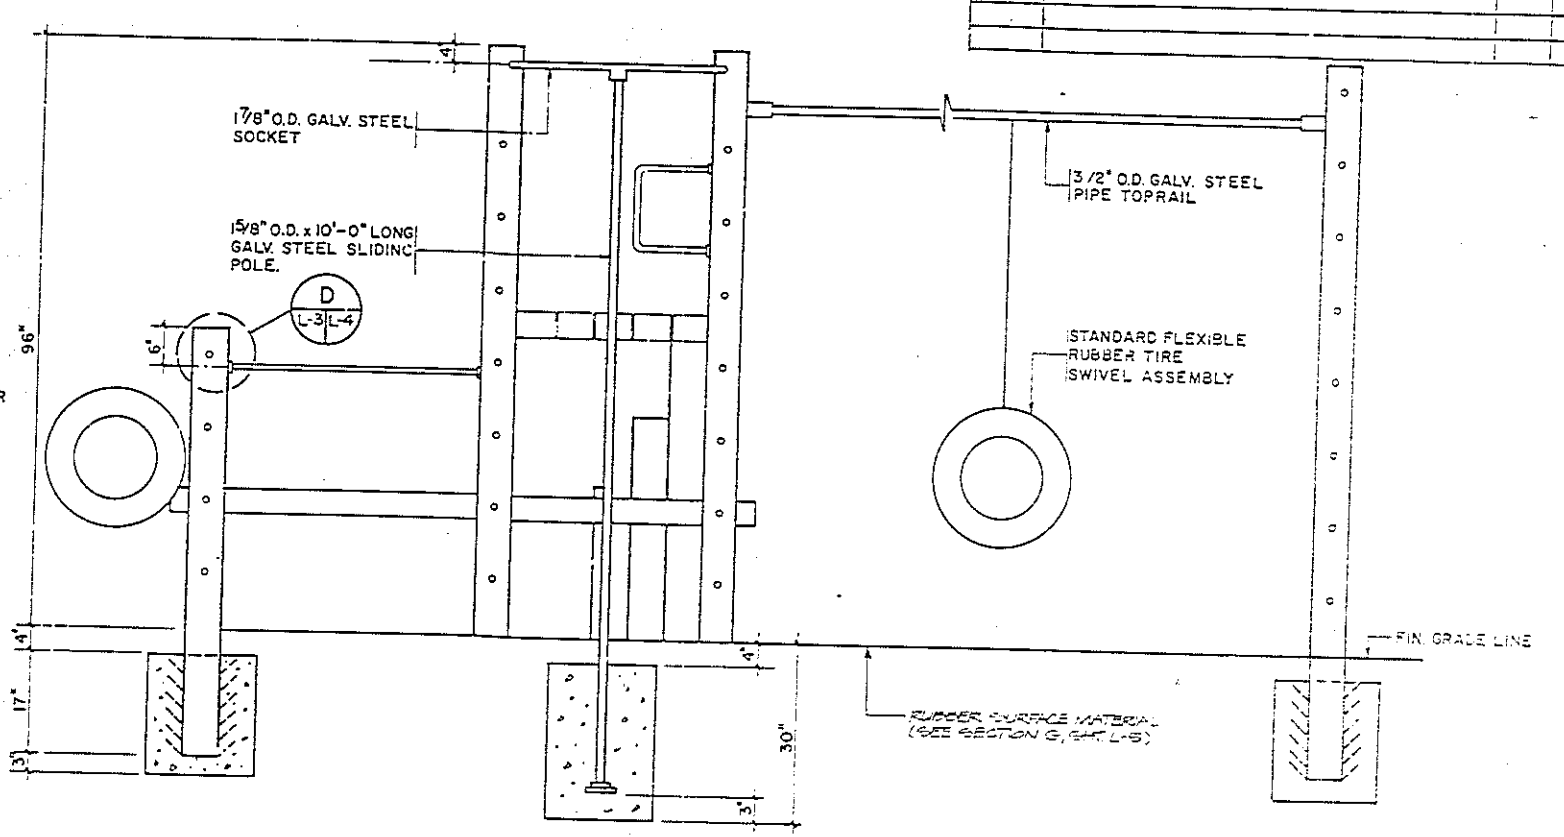 4"
1 7/8" O.D. GALV. STEEL
SOCKET
3 1/2" O.D. GALV. STEEL
PIPE TOPRAIL
1 5/8" O.D. x 10'-0" LONG
GALV. STEEL SLIDING
POLE.
D
L-3 L-4
6"
96"
STANDARD FLEXIBLE
RUBBER TIRE
SWIVEL ASSEMBLY
4"
17"
3"
4"
30"
3"
FIN. GRADE LINE
RUBBER SURFACE MATERIAL
(SEE SECTION G, SHT. L-5)